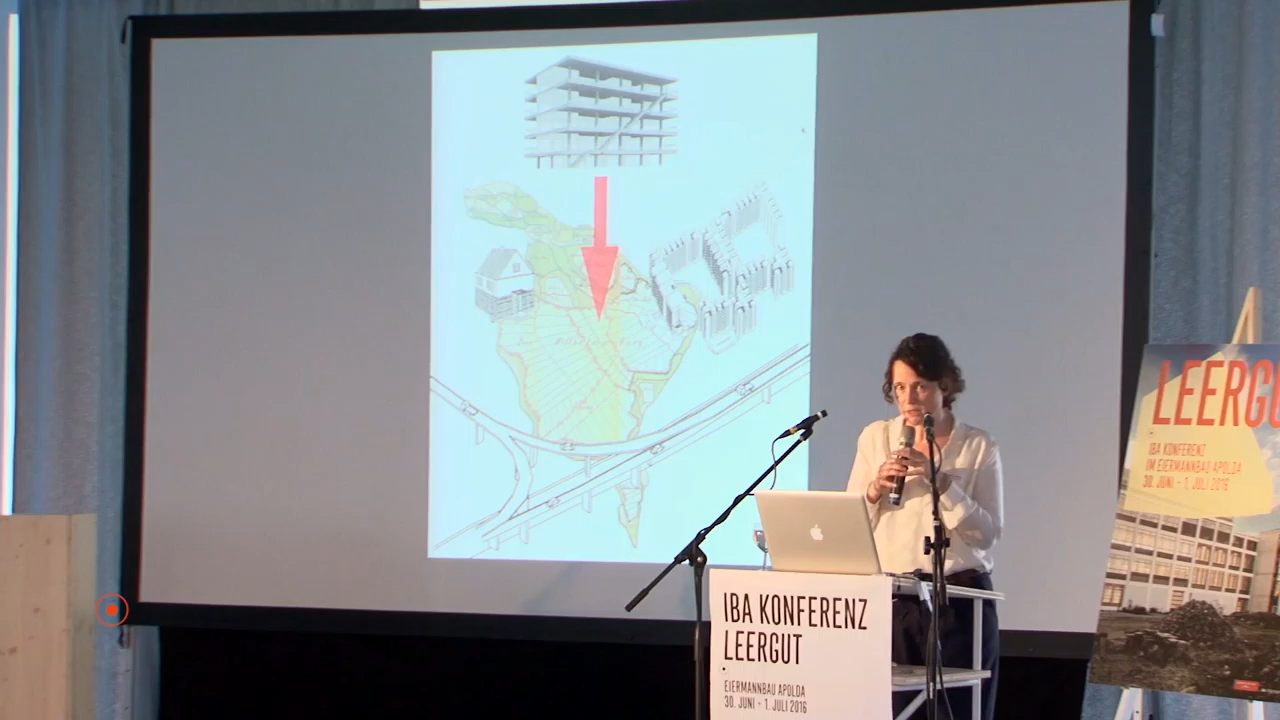 LEERGU
IBA KONFERENZ
IM EIERMANNBAU APOLDA
30. JUNI - 1. JULI 2016
IBA KONFERENZ
LEERGUT
EIERMANNBAU APOLDA
30. JUNI - 1. JULI 2016